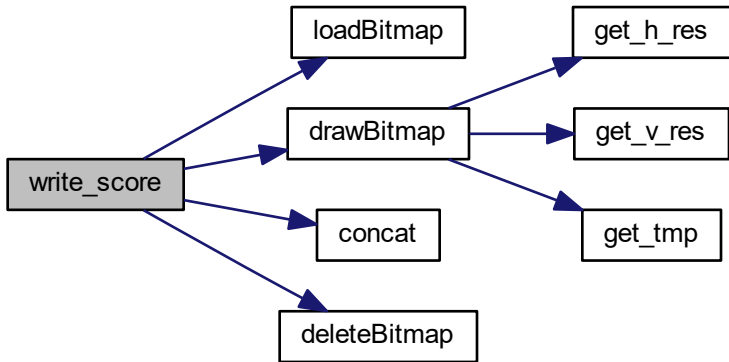 write_score
loadBitmap
drawBitmap
concat
deleteBitmap
get_h_res
get_v_res
get_tmp